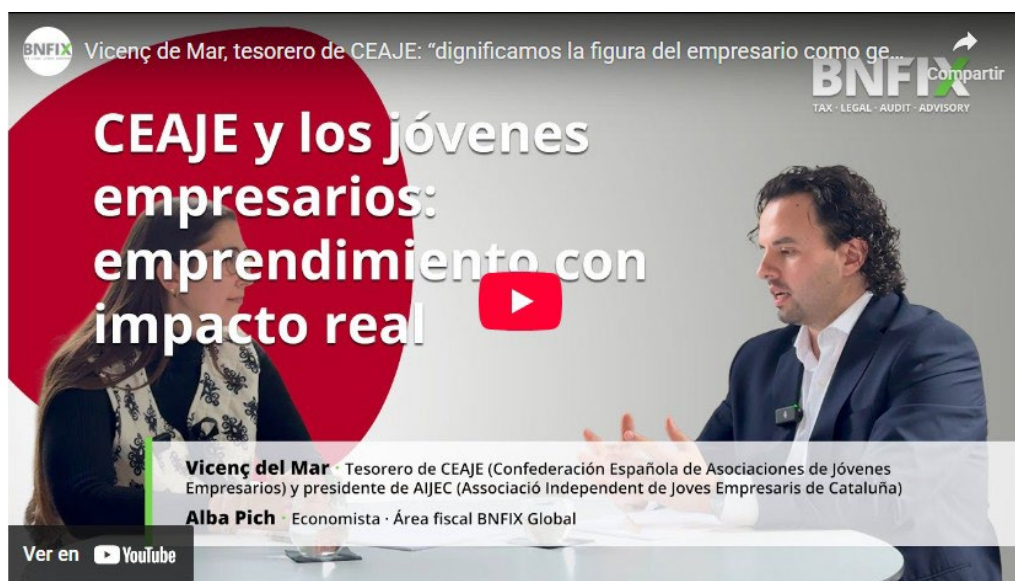 BNFIX
Vicenç de Mar, tesorero de CEAJE: “dignificamos la figura del empresario como ge...
Compartir
BNFIX
TAX · LEGAL · AUDIT · ADVISORY
CEAJE y los jóvenes
empresarios:
emprendimiento con
impacto real
Vicenç del Mar · Tesorero de CEAJE (Confederación Española de Asociaciones de Jóvenes
Empresarios) y presidente de AIJEC (Associació Independent de Joves Empresaris de Cataluña)
Alba Pich · Economista · Área fiscal BNFIX Global
Ver en YouTube